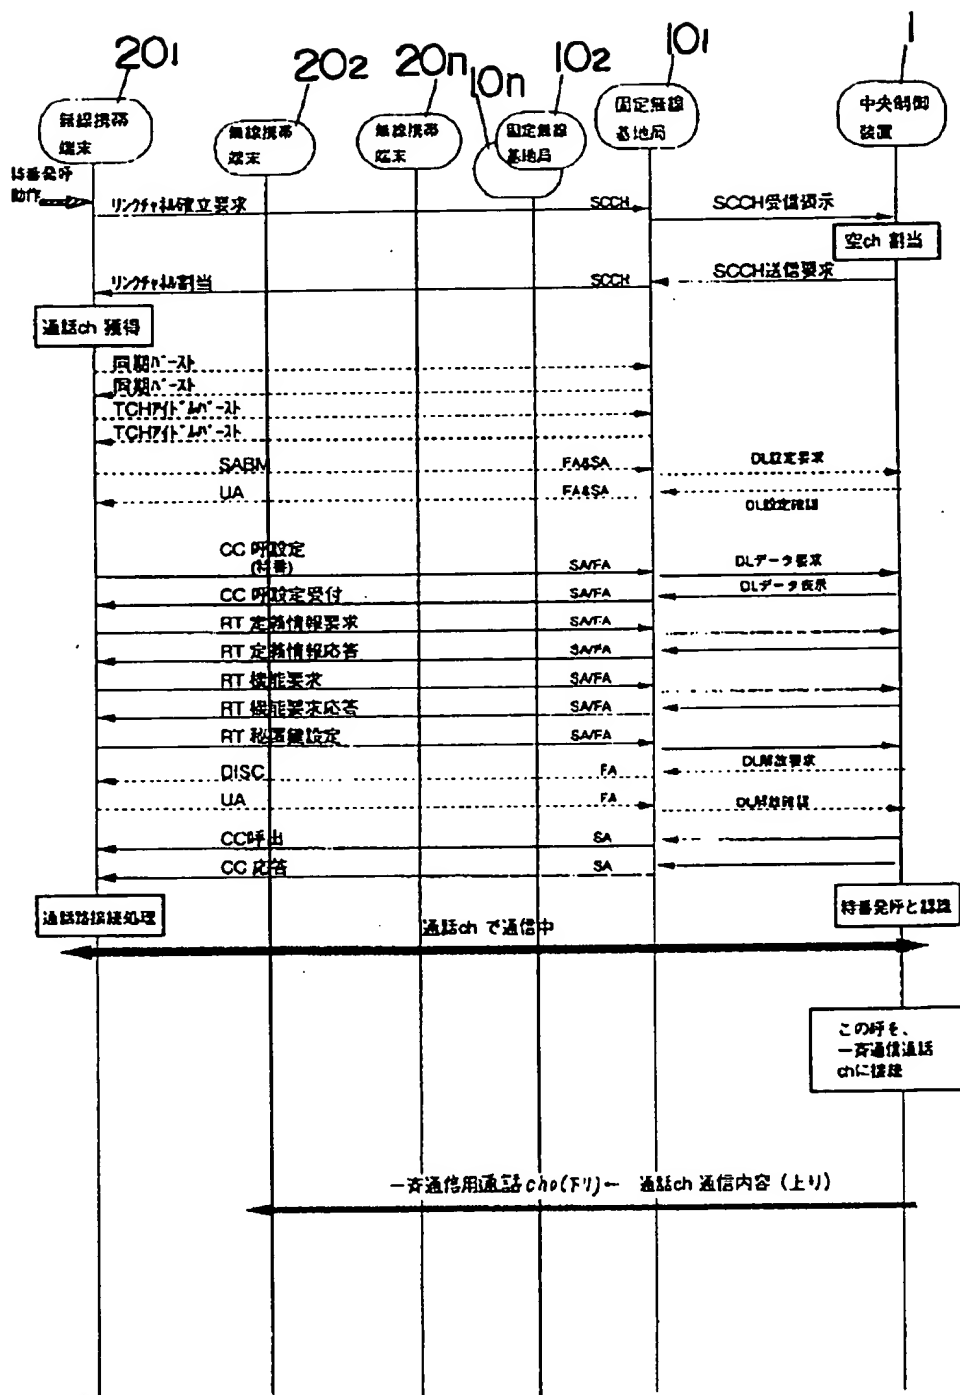 20₁
20₂
20n
10n
10₂
10₁
1
無線携帯
端末
無線携帯
端末
無線携帯
端末
固定無線
基地局
固定無線
基地局
中央制御
装置
特番発呼
動作
リンクチャネル確立要求
SCCH
SCCH受信表示
空ch 割当
リンクチャネル割当
SCCH
SCCH送信要求
通話ch 獲得
同期バースト
同期バースト
TCHアイドルバースト
TCHアイドルバースト
SABM
FA&SA
DL設定要求
UA
FA&SA
DL設定確認
CC 呼設定
(特番)
SA/FA
DLデータ要求
CC 呼設定受付
SA/FA
DLデータ表示
RT 定義情報要求
SA/FA
RT 定義情報応答
SA/FA
RT 機能要求
SA/FA
RT 機能要求応答
SA/FA
RT 秘匿鍵設定
SA/FA
DISC
FA
DL解放要求
UA
FA
DL解放確認
CC呼出
SA
CC 応答
SA
通話路接続処理
特番発呼と認識
通話ch で通信中
この呼を、
一斉通信通話
chに接続
一斉通信用通話cho(下り)← 通話ch 通信内容（上り）